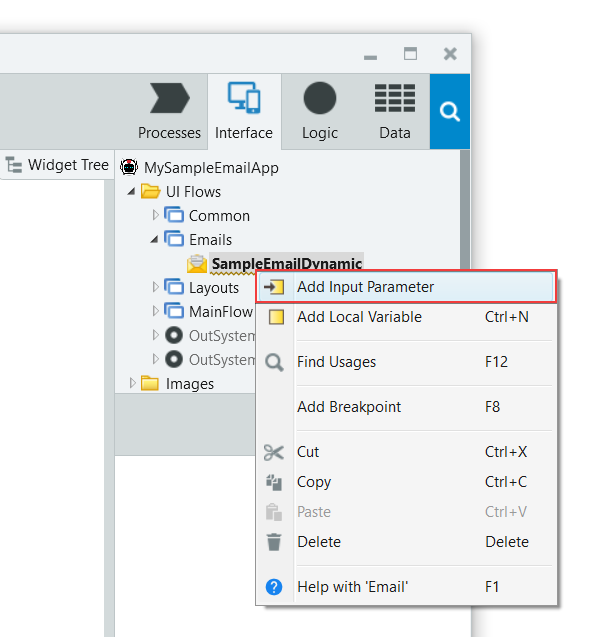 Processes
Interface
Logic
Data
Widget Tree
MySampleEmailApp
UI Flows
Common
Emails
SampleEmailDynamic
Layouts
MainFlow
OutSystem
OutSystem
Images
Add Input Parameter
Add Local Variable Ctrl+N
Find Usages F12
Add Breakpoint F8
Cut Ctrl+X
Copy Ctrl+C
Paste Ctrl+V
Delete Delete
Help with 'Email' F1